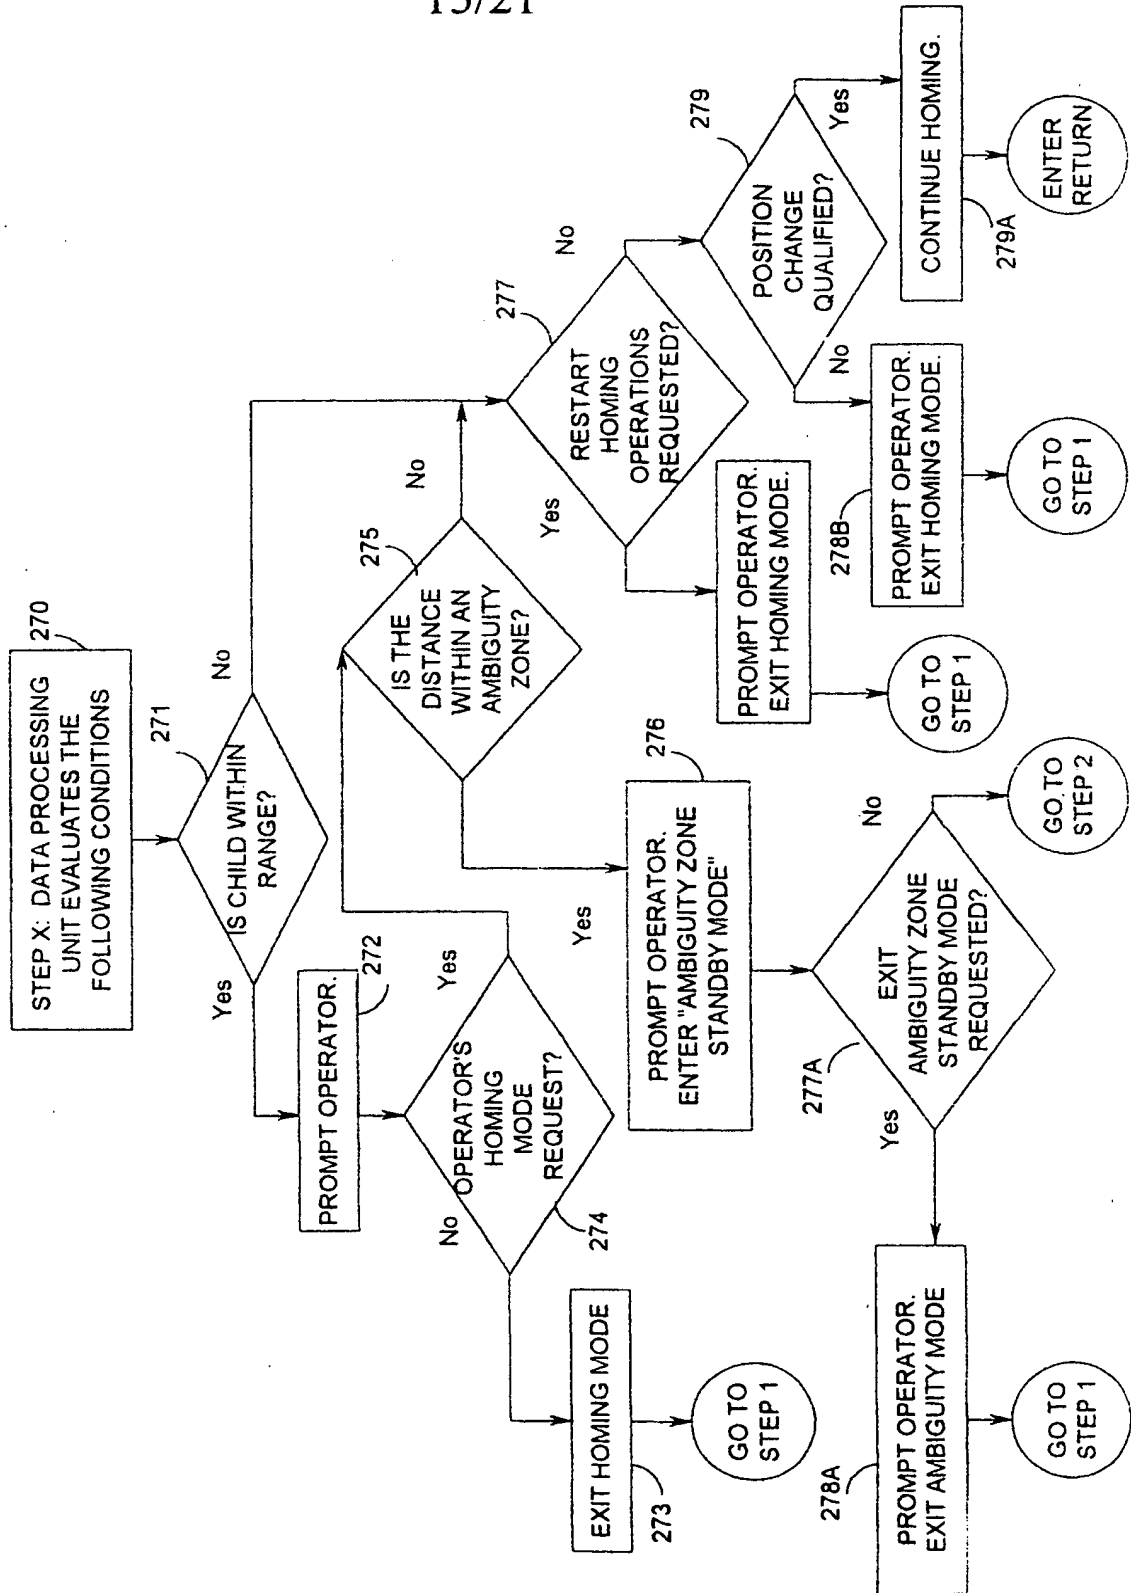 13/21
STEP X: DATA PROCESSING
UNIT EVALUATES THE
FOLLOWING CONDITIONS
270
271
IS CHILD WITHIN
RANGE?
Yes
No
PROMPT OPERATOR.
272
OPERATOR'S
HOMING
MODE
REQUEST?
274
No
Yes
EXIT HOMING MODE
273
GO TO
STEP 1
IS THE
DISTANCE
WITHIN AN
AMBIGUITY
ZONE?
275
Yes
No
PROMPT OPERATOR.
ENTER "AMBIGUITY ZONE
STANDBY MODE"
276
EXIT
AMBIGUITY ZONE
STANDBY MODE
REQUESTED?
277A
Yes
No
PROMPT OPERATOR.
EXIT AMBIGUITY MODE
278A
GO TO
STEP 1
GO TO
STEP 2
RESTART
HOMING
OPERATIONS
REQUESTED?
277
Yes
No
PROMPT OPERATOR.
EXIT HOMING MODE.
GO TO
STEP 1
POSITION
CHANGE
QUALIFIED?
279
No
Yes
PROMPT OPERATOR.
EXIT HOMING MODE.
278B
GO TO
STEP 1
CONTINUE HOMING.
279A
ENTER
RETURN